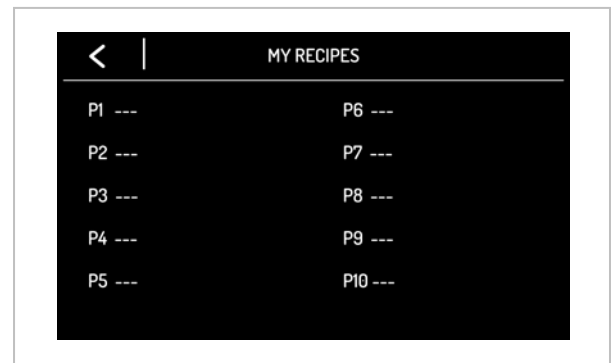 MY RECIPES
P1 ---
P2 ---
P3 ---
P4 ---
P5 ---
P6 ---
P7 ---
P8 ---
P9 ---
P10 ---